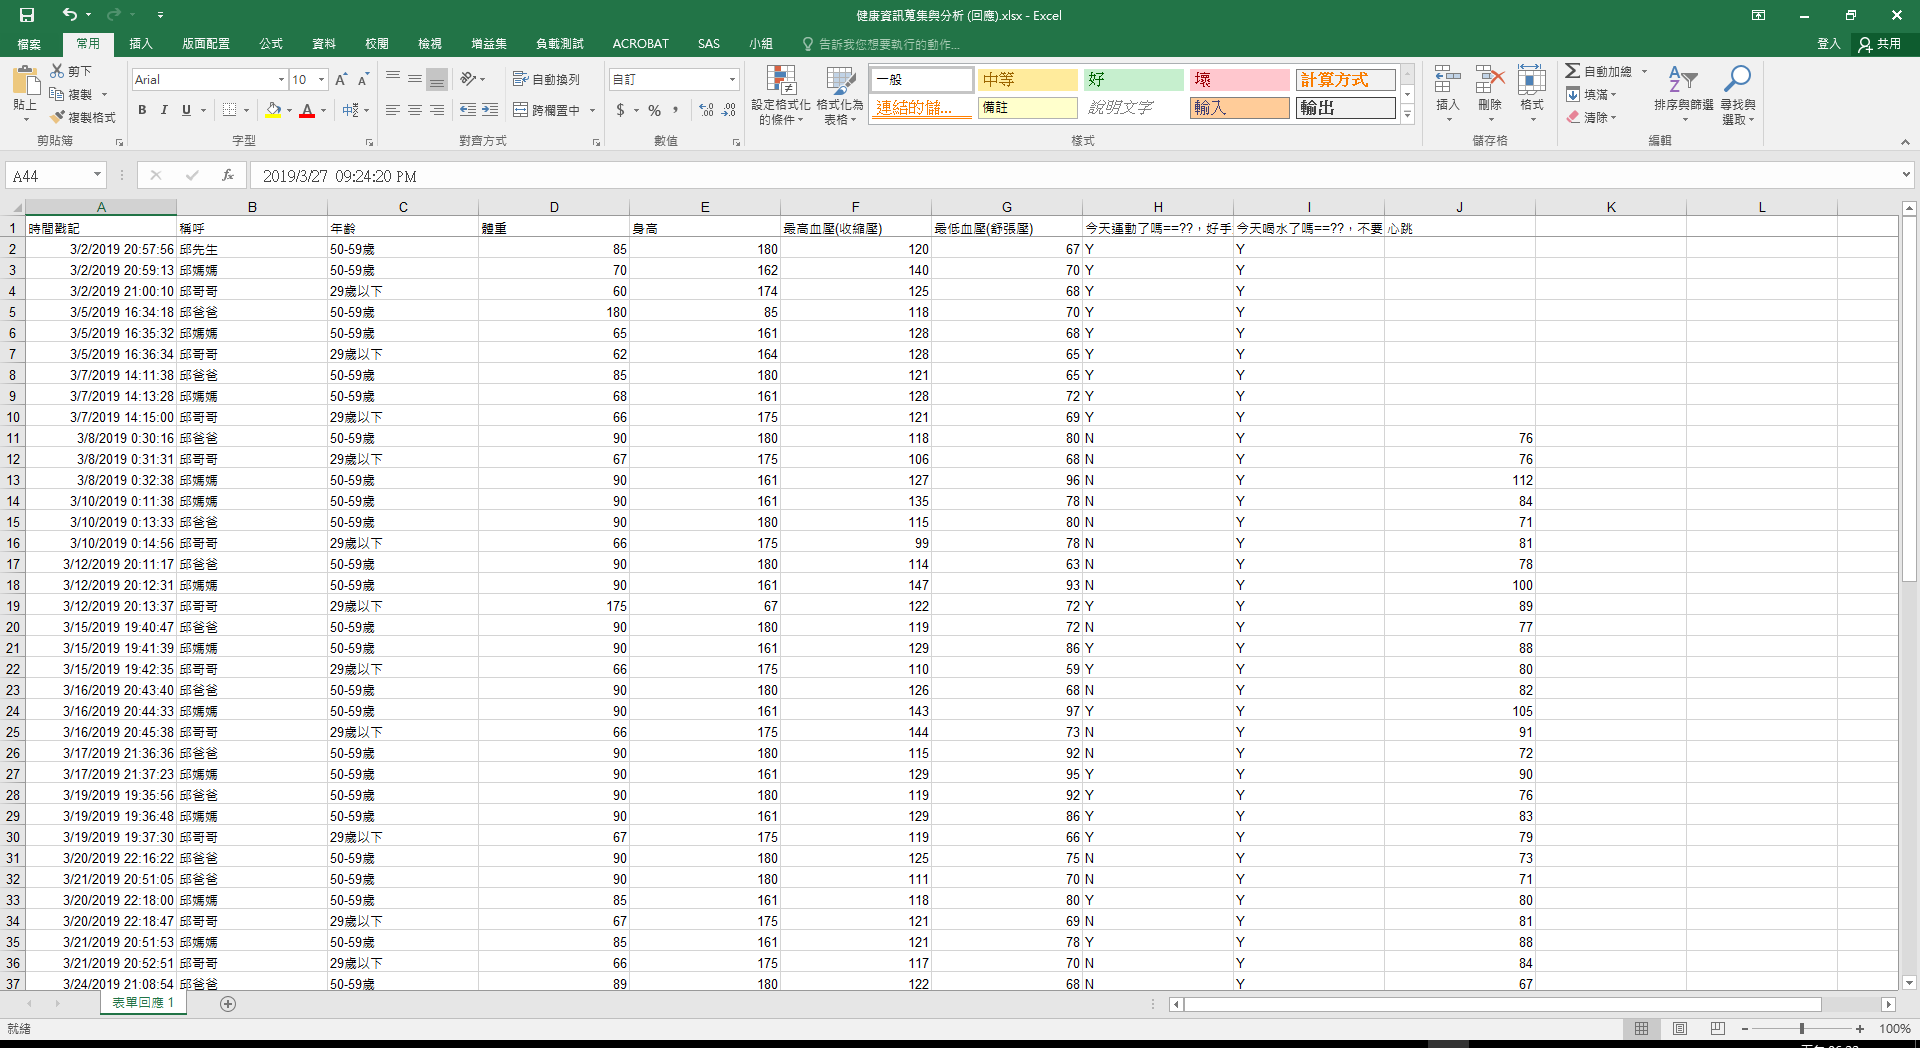 健康資訊蒐集與分析 (回應).xlsx - Excel
檔案 常用 插入 版面配置 公式 資料 校閱 檢視 增益集 負載測試 ACROBAT SAS 小組 告訴我您想要執行的動作... 登入 共用
貼上 剪下 複製 複製格式 剪貼簿
Arial 10 B I U 字型
自動換列 跨欄置中 對齊方式
自訂 $ % 數值
設定格式化的條件 格式化為表格
一般 中等 好 壞 計算方式
連結的儲... 備註 說明文字 輸入 輸出
樣式
插入 刪除 格式 儲存格
自動加總 填滿 清除 排序與篩選 尋找與選取 編輯
A44 fx 2019/3/27 09:24:20 PM
A B C D E F G H I J K L
1 時間戳記 稱呼 年齡 體重 身高 最高血壓(收縮壓) 最低血壓(舒張壓) 今天運動了嗎==??，好手 今天喝水了嗎==??，不要 心跳
2 3/2/2019 20:57:56 邱先生 50-59歲 85 180 120 67 Y Y
3 3/2/2019 20:59:13 邱媽媽 50-59歲 70 162 140 70 Y Y
4 3/2/2019 21:00:10 邱哥哥 29歲以下 60 174 125 68 Y Y
5 3/5/2019 16:34:18 邱爸爸 50-59歲 180 85 118 70 Y Y
6 3/5/2019 16:35:32 邱媽媽 50-59歲 65 161 128 68 Y Y
7 3/5/2019 16:36:34 邱哥哥 29歲以下 62 164 128 65 Y Y
8 3/7/2019 14:11:38 邱爸爸 50-59歲 85 180 121 65 Y Y
9 3/7/2019 14:13:28 邱媽媽 50-59歲 68 161 128 72 Y Y
10 3/7/2019 14:15:00 邱哥哥 29歲以下 66 175 121 69 Y Y
11 3/8/2019 0:30:16 邱爸爸 50-59歲 90 180 118 80 N Y 76
12 3/8/2019 0:31:31 邱哥哥 29歲以下 67 175 106 68 N Y 76
13 3/8/2019 0:32:38 邱媽媽 50-59歲 90 161 127 96 N Y 112
14 3/10/2019 0:11:38 邱媽媽 50-59歲 90 161 135 78 N Y 84
15 3/10/2019 0:13:33 邱爸爸 50-59歲 90 180 115 80 N Y 71
16 3/10/2019 0:14:56 邱哥哥 29歲以下 66 175 99 78 N Y 81
17 3/12/2019 20:11:17 邱爸爸 50-59歲 90 180 114 63 N Y 78
18 3/12/2019 20:12:31 邱媽媽 50-59歲 90 161 147 93 N Y 100
19 3/12/2019 20:13:37 邱哥哥 29歲以下 175 67 122 72 Y Y 89
20 3/15/2019 19:40:47 邱爸爸 50-59歲 90 180 119 72 N Y 77
21 3/15/2019 19:41:39 邱媽媽 50-59歲 90 161 129 86 Y Y 88
22 3/15/2019 19:42:35 邱哥哥 29歲以下 66 175 110 59 Y Y 80
23 3/16/2019 20:43:40 邱爸爸 50-59歲 90 180 126 68 N Y 82
24 3/16/2019 20:44:33 邱媽媽 50-59歲 90 161 143 97 Y Y 105
25 3/16/2019 20:45:38 邱哥哥 29歲以下 66 175 144 73 N Y 91
26 3/17/2019 21:36:36 邱爸爸 50-59歲 90 180 115 92 N Y 72
27 3/17/2019 21:37:23 邱媽媽 50-59歲 90 161 129 95 Y Y 90
28 3/19/2019 19:35:56 邱爸爸 50-59歲 90 180 119 92 Y Y 76
29 3/19/2019 19:36:48 邱媽媽 50-59歲 90 161 129 86 Y Y 83
30 3/19/2019 19:37:30 邱哥哥 29歲以下 67 175 119 66 Y Y 79
31 3/20/2019 22:16:22 邱爸爸 50-59歲 90 180 125 75 N Y 73
32 3/21/2019 20:51:05 邱爸爸 50-59歲 90 180 111 70 N Y 71
33 3/20/2019 22:18:00 邱媽媽 50-59歲 85 161 118 80 Y Y 80
34 3/20/2019 22:18:47 邱哥哥 29歲以下 67 175 121 69 N Y 81
35 3/21/2019 20:51:53 邱媽媽 50-59歲 85 161 121 78 Y Y 88
36 3/21/2019 20:52:51 邱哥哥 29歲以下 66 175 117 70 N Y 84
37 3/24/2019 21:08:54 邱爸爸 50-59歲 89 180 122 68 N Y 67
表單回應 1
就緒 100%